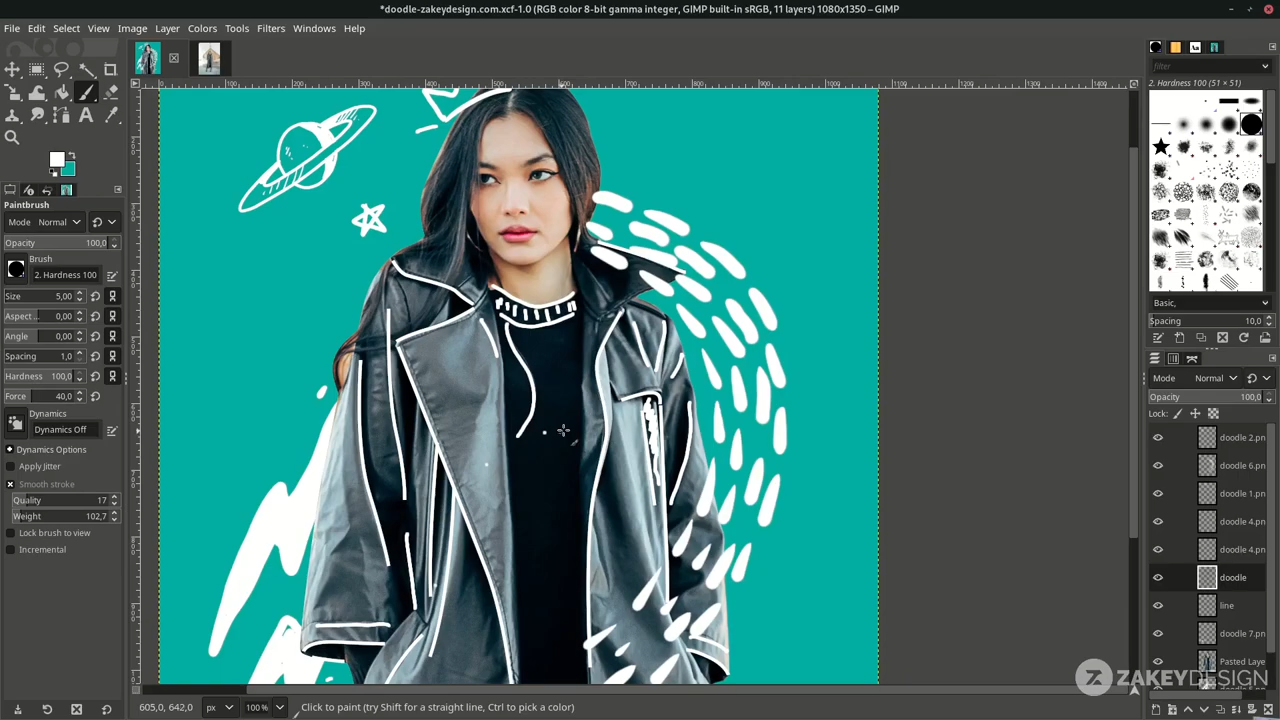 *doodle-zakeydesign.com.xcf-1.0 (RGB color 8-bit gamma integer, GIMP built-in sRGB, 11 layers) 1080x1350 – GIMP
File Edit Select View Image Layer Colors Tools Filters Windows Help
filter
2. Hardness 100 (51 × 51)
Paintbrush
Mode Normal
Opacity 100,0
Brush
2. Hardness 100
Size 5,00
Aspect ... 0,00
Angle 0,00
Spacing 1,0
Hardness 100,0
Force 40,0
Dynamics
Dynamics Off
Dynamics Options
Apply Jitter
Smooth stroke
Quality 17
Weight 102,7
Lock brush to view
Incremental
Basic,
Spacing 10,0
Mode Normal
Opacity 100,0
Lock:
doodle 2.pn
doodle 6.pn
doodle 1.pn
doodle 4.pn
doodle 4.pn
doodle
line
doodle 7.pn
Pasted Laye
ZAKEYDESIGN
605,0, 642,0 px 100 % Click to paint (try Shift for a straight line, Ctrl to pick a color)